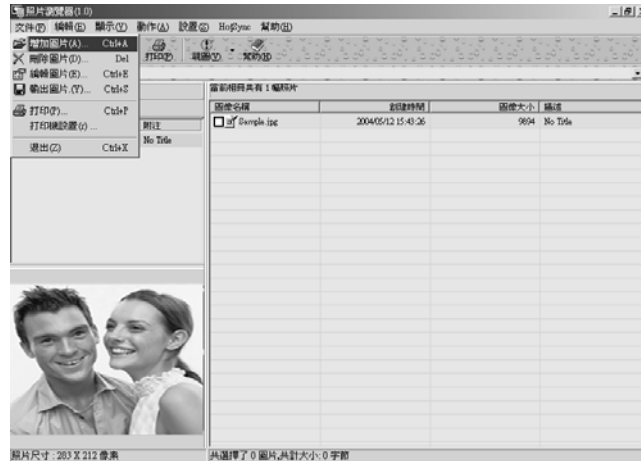 照片瀏覽器(1.0)
文件(F) 編輯(E) 顯示(V) 動作(A) 設置(G) HotSync 幫助(H)
增加圖片(A)... Ctrl+A
刪除圖片(D)... Del
編輯圖片(E)... Ctrl+E
輸出圖片.(Y)... Ctrl+S
打印(P)... Ctrl+P
打印機設置(r) ...
退出(Z) Ctrl+X
打印(P) 視圖(V) 幫助(H)
當前相冊共有 1 幅照片
附註
No Title
圖像名稱 創建時間 圖像大小 描述
Sample.jpg 2004/05/12 15:43:26 9894 No Title
照片尺寸 : 283 X 212 像素
共選擇了 0 圖片,共計大小: 0 字節